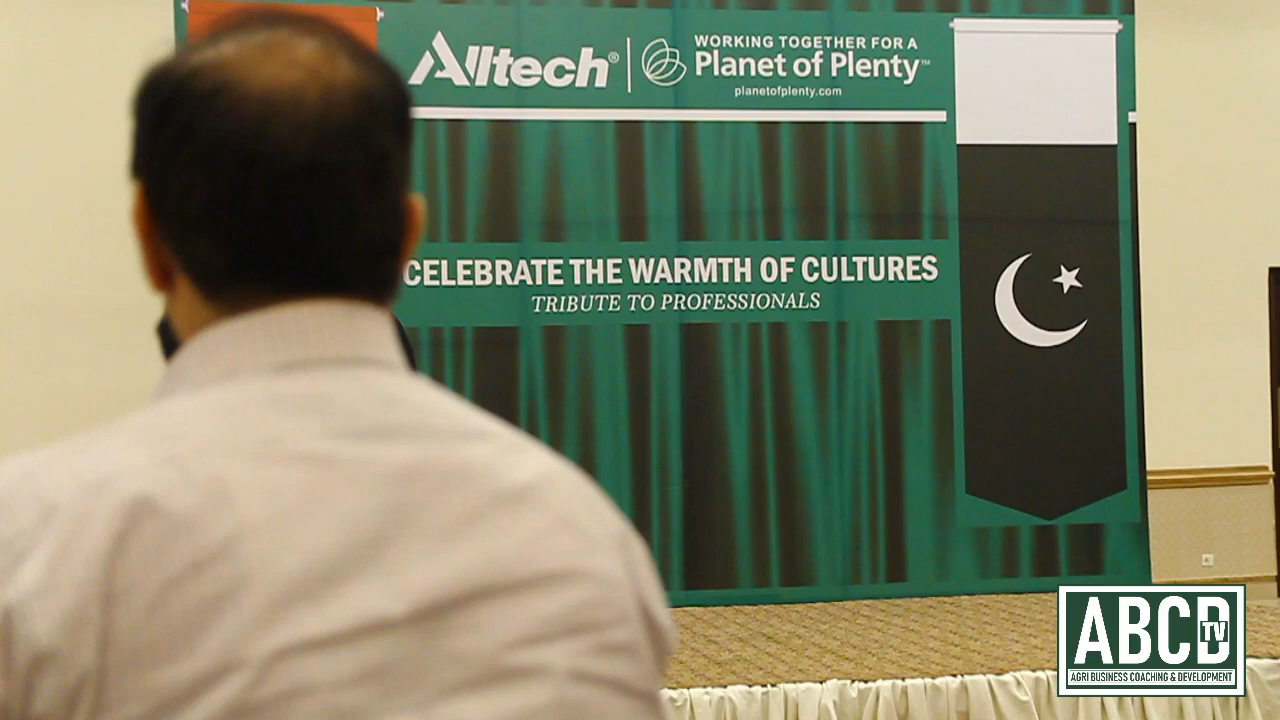 Alltech®
WORKING TOGETHER FOR A
Planet of Plenty™
planetofplenty.com
CELEBRATE THE WARMTH OF CULTURES
TRIBUTE TO PROFESSIONALS
ABCD TV
AGRI BUSINESS COACHING & DEVELOPMENT